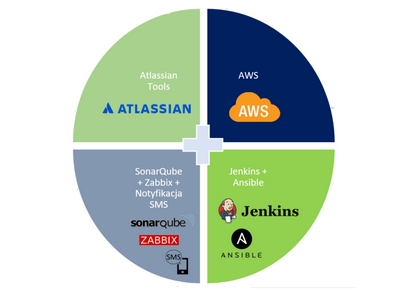 Atlassian
Tools
ATLASSIAN
AWS
AWS
SonarQube
+ Zabbix +
Notyfikacja
SMS
sonarqube
ZABBIX
SMS
Jenkins +
Ansible
Jenkins
A
ANSIBLE